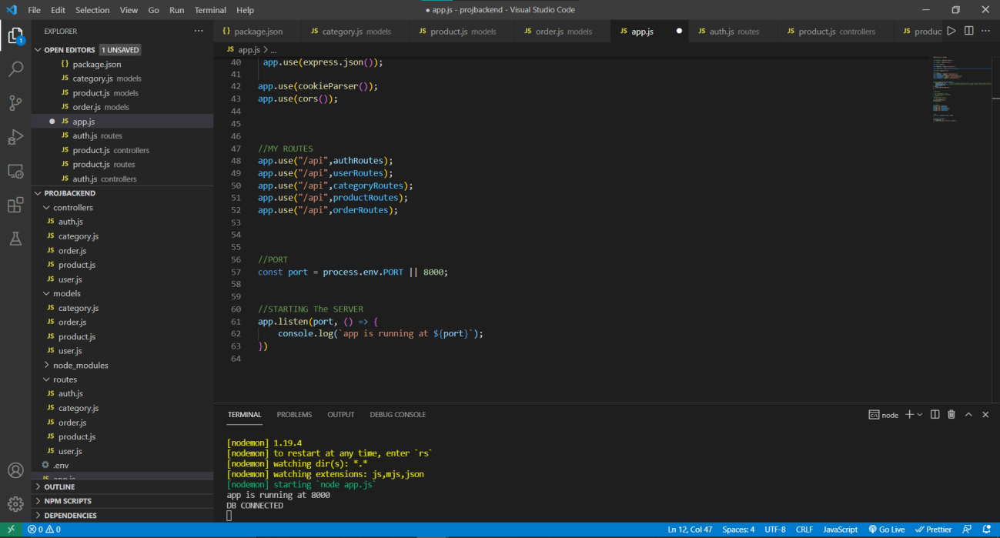 File Edit Selection View Go Run Terminal Help
● app.js - projbackend - Visual Studio Code
EXPLORER
OPEN EDITORS 1 UNSAVED
{} package.json
JS category.js models
JS product.js models
JS order.js models
● JS app.js
JS auth.js routes
JS product.js controllers
JS product.js routes
JS auth.js controllers
PROJBACKEND
controllers
JS auth.js
JS category.js
JS order.js
JS product.js
JS user.js
models
JS category.js
JS order.js
JS product.js
JS user.js
node_modules
routes
JS auth.js
JS category.js
JS order.js
JS product.js
JS user.js
.env
JS app.js
OUTLINE
NPM SCRIPTS
DEPENDENCIES
1
{} package.json JS category.js models JS product.js models JS order.js models JS app.js ● JS auth.js routes JS product.js controllers JS produc
JS app.js > ...
40 app.use(express.json());
41
42 app.use(cookieParser());
43 app.use(cors());
44
45
46
47 //MY ROUTES
48 app.use("/api",authRoutes);
49 app.use("/api",userRoutes);
50 app.use("/api",categoryRoutes);
51 app.use("/api",productRoutes);
52 app.use("/api",orderRoutes);
53
54
55
56 //PORT
57 const port = process.env.PORT || 8000;
58
59
60 //STARTING The SERVER
61 app.listen(port, () => {
62 console.log(`app is running at ${port}`);
63 })
64
TERMINAL PROBLEMS OUTPUT DEBUG CONSOLE
node
[nodemon] 1.19.4
[nodemon] to restart at any time, enter `rs`
[nodemon] watching dir(s): *.*
[nodemon] watching extensions: js,mjs,json
[nodemon] starting `node app.js`
app is running at 8000
DB CONNECTED
0 0
Ln 12, Col 47 Spaces: 4 UTF-8 CRLF JavaScript Go Live Prettier